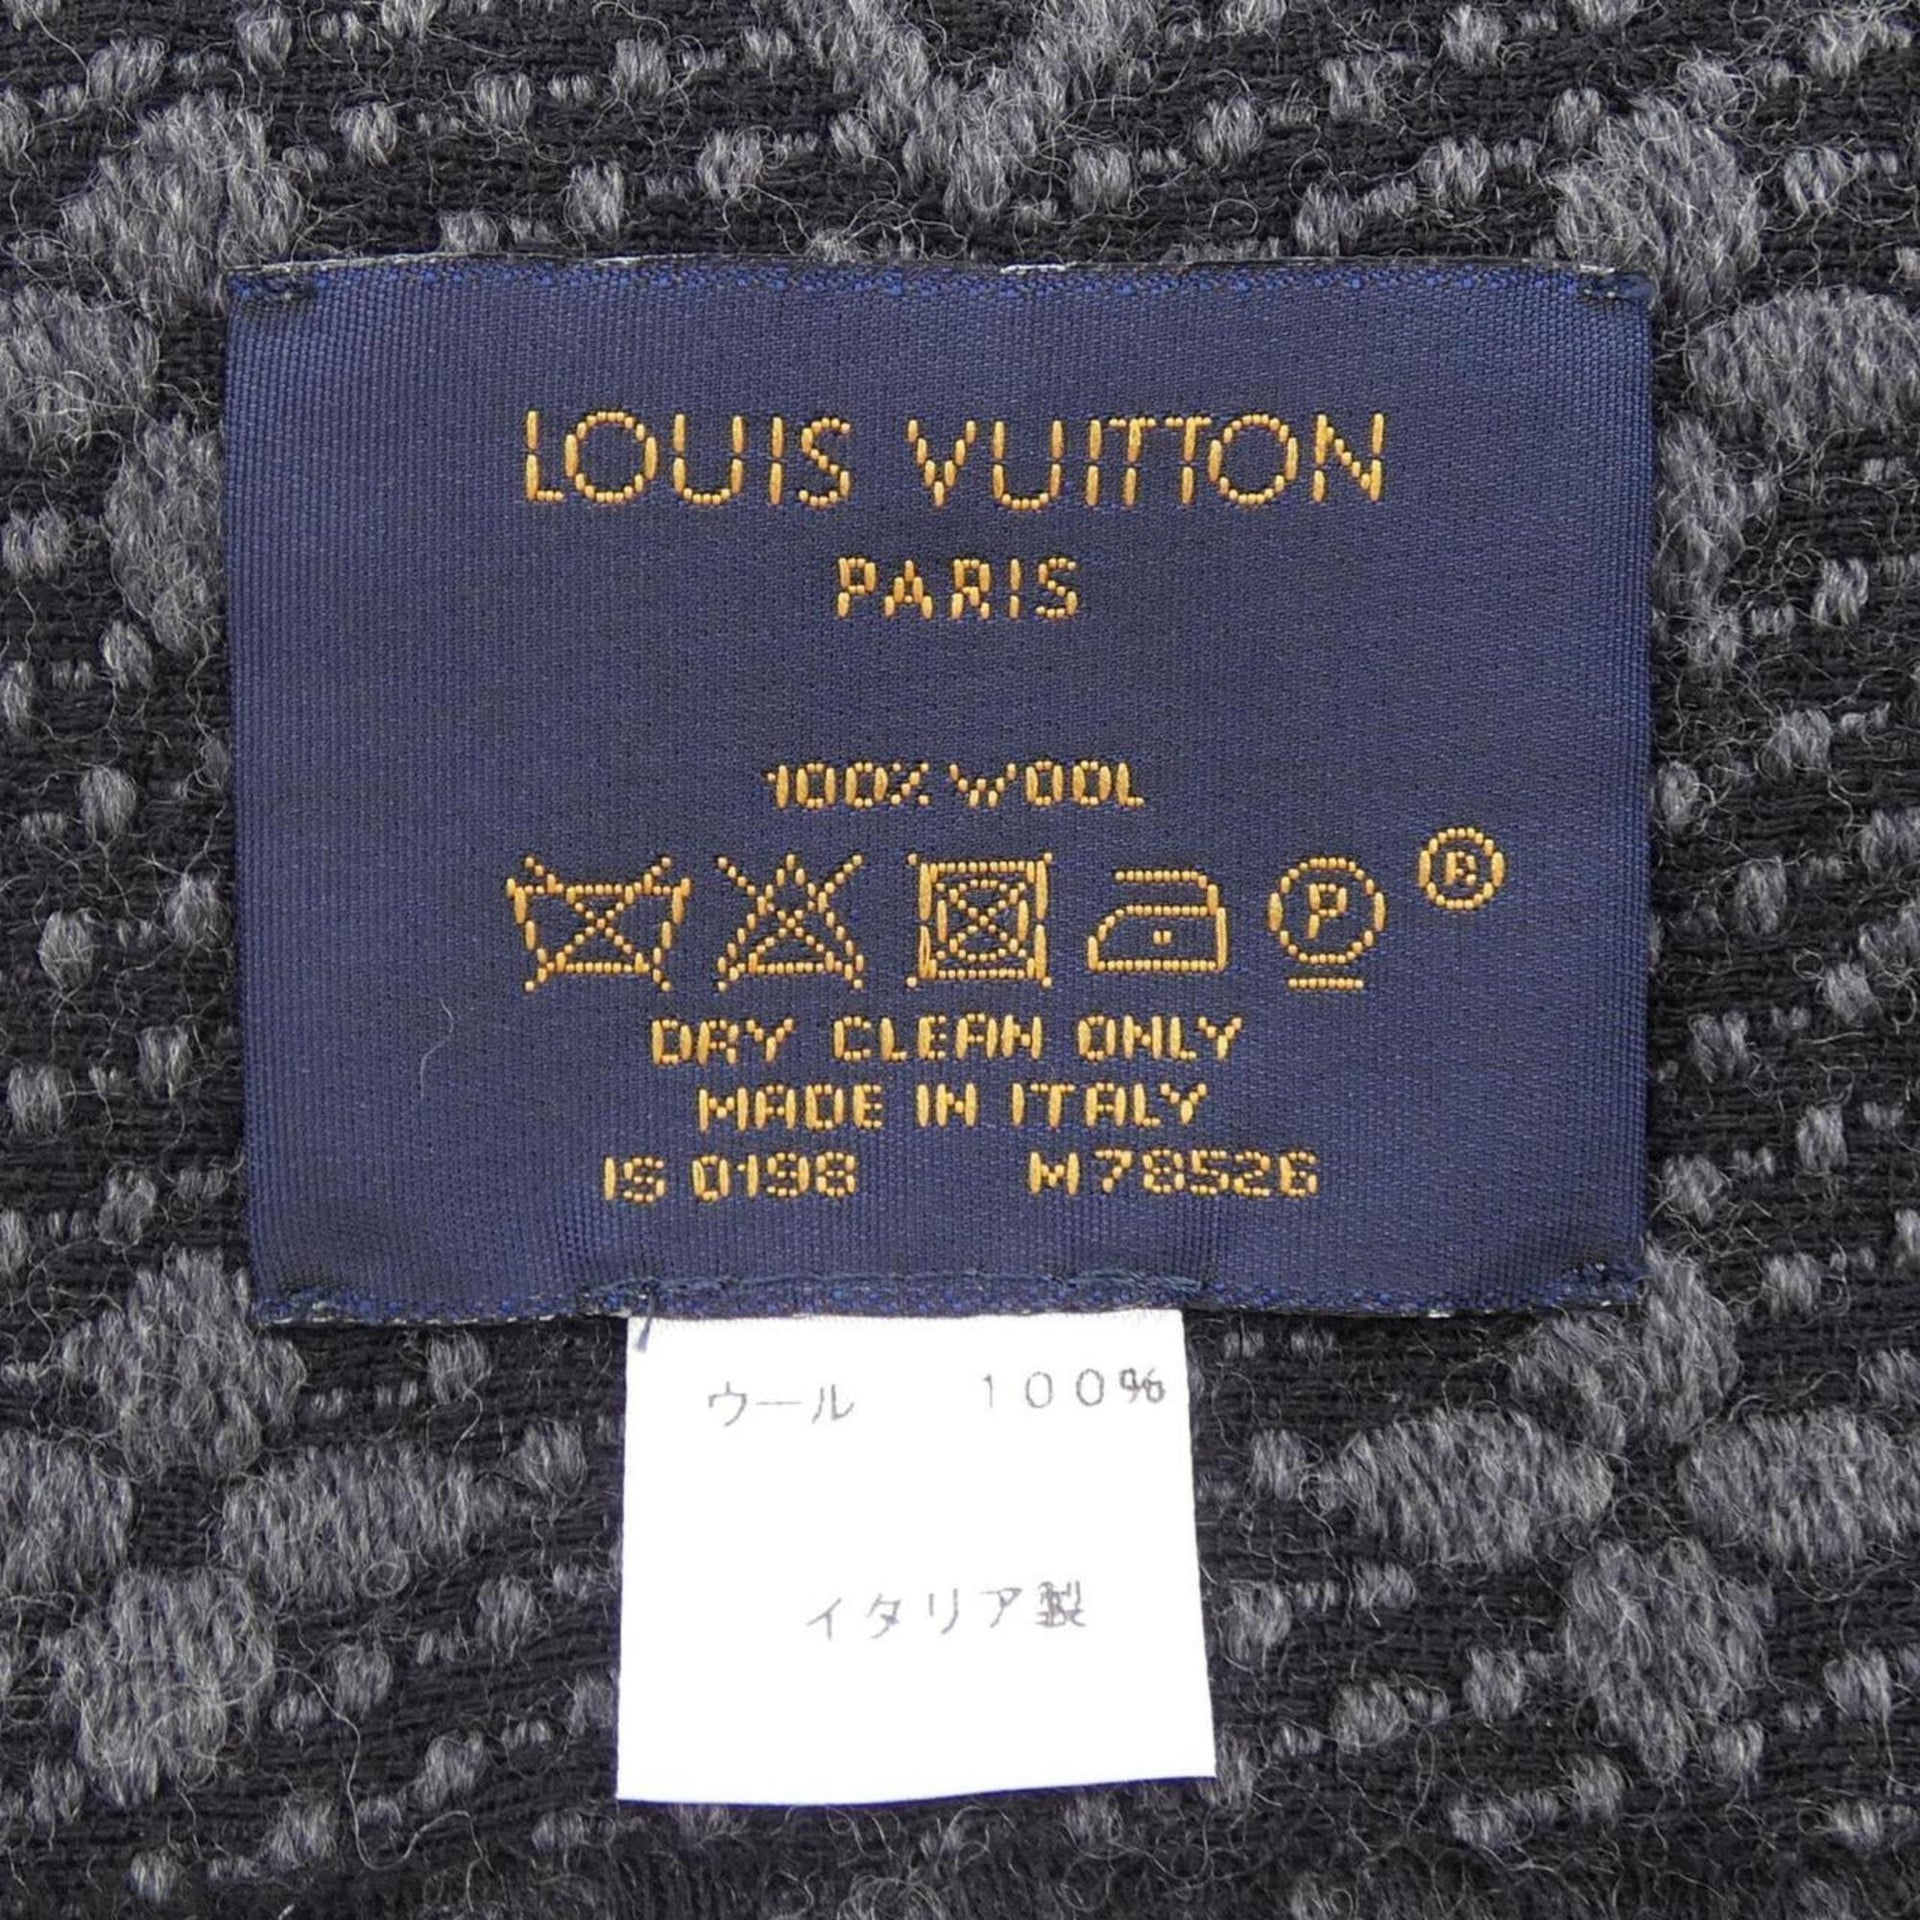 LOUIS VUITTON
PARIS
100% WOOL
P ®
DRY CLEAN ONLY
MADE IN ITALY
IS 0198 M78526
ウール 100%
イタリア製